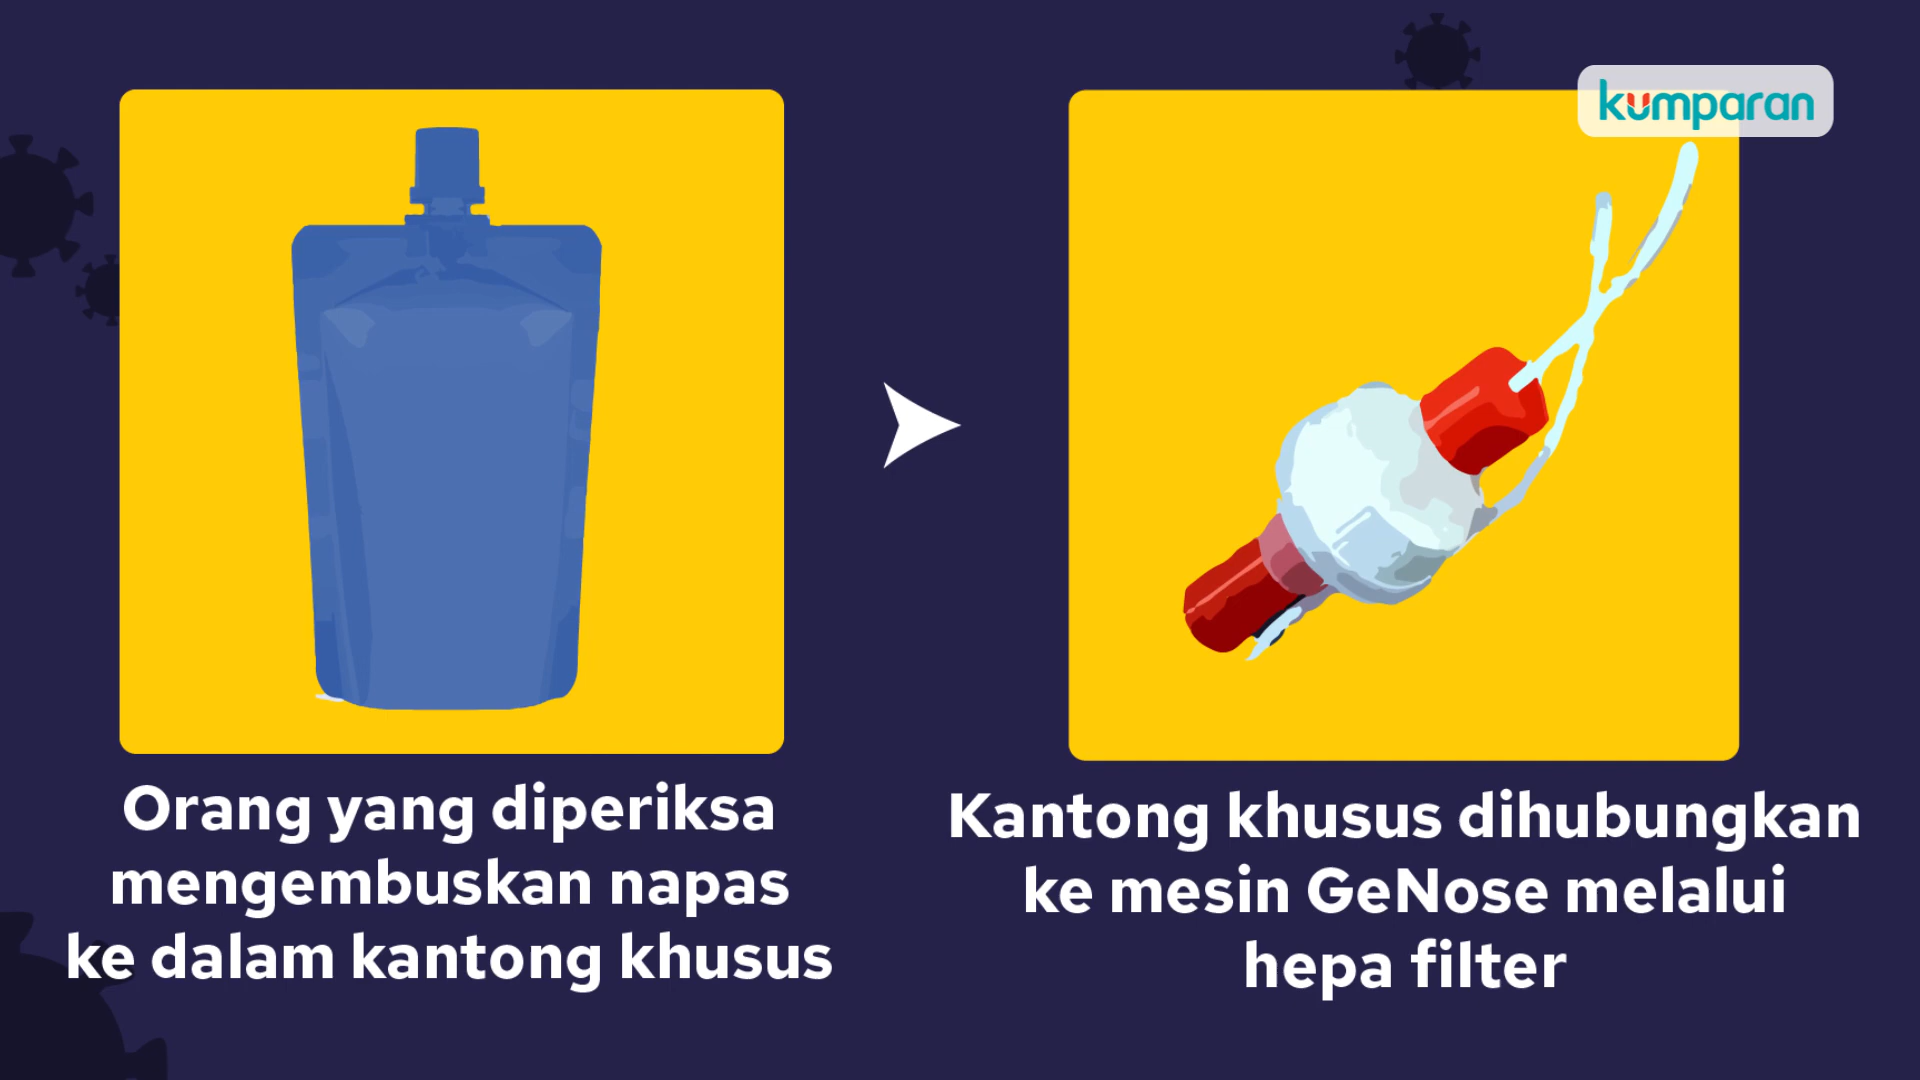 kumparan
Orang yang diperiksa
mengembuskan napas
ke dalam kantong khusus
Kantong khusus dihubungkan
ke mesin GeNose melalui
hepa filter